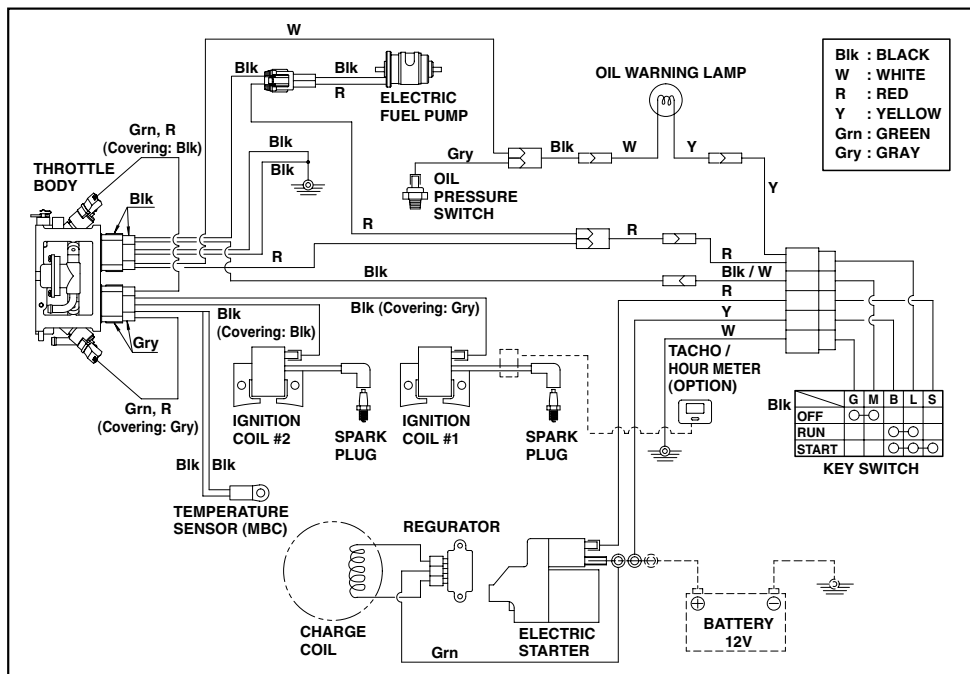 W
Blk
Blk
R
ELECTRIC
FUEL PUMP
OIL WARNING LAMP
Blk : BLACK
W : WHITE
R : RED
Y : YELLOW
Grn : GREEN
Gry : GRAY
Grn, R
(Covering: Blk)
THROTTLE
BODY
Blk
Blk
Blk
Gry
OIL
PRESSURE
SWITCH
Blk
W
Y
Y
R
R
R
R
Blk
Blk / W
R
Y
W
Gry
Blk
(Covering: Blk)
Blk (Covering: Gry)
Grn, R
(Covering: Gry)
IGNITION
COIL #2
SPARK
PLUG
IGNITION
COIL #1
SPARK
PLUG
TACHO /
HOUR METER
(OPTION)
Blk
G M B L S
OFF
RUN
START
KEY SWITCH
Blk
Blk
TEMPERATURE
SENSOR (MBC)
REGURATOR
CHARGE
COIL
Grn
ELECTRIC
STARTER
+ −
BATTERY
12V